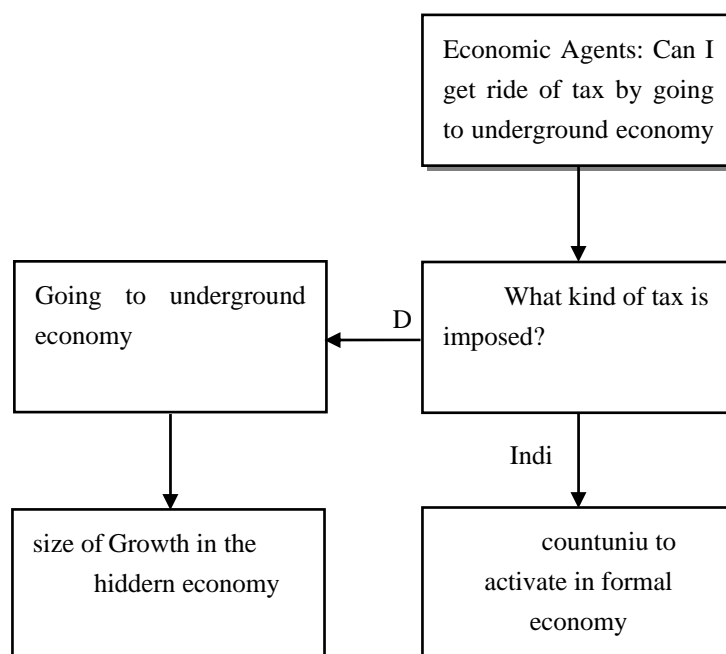 Economic Agents: Can I
get ride of tax by going
to underground economy
What kind of tax is
imposed?
D
Going to underground
economy
Indi
size of Growth in the
hiddern economy
countuniu to
activate in formal
economy